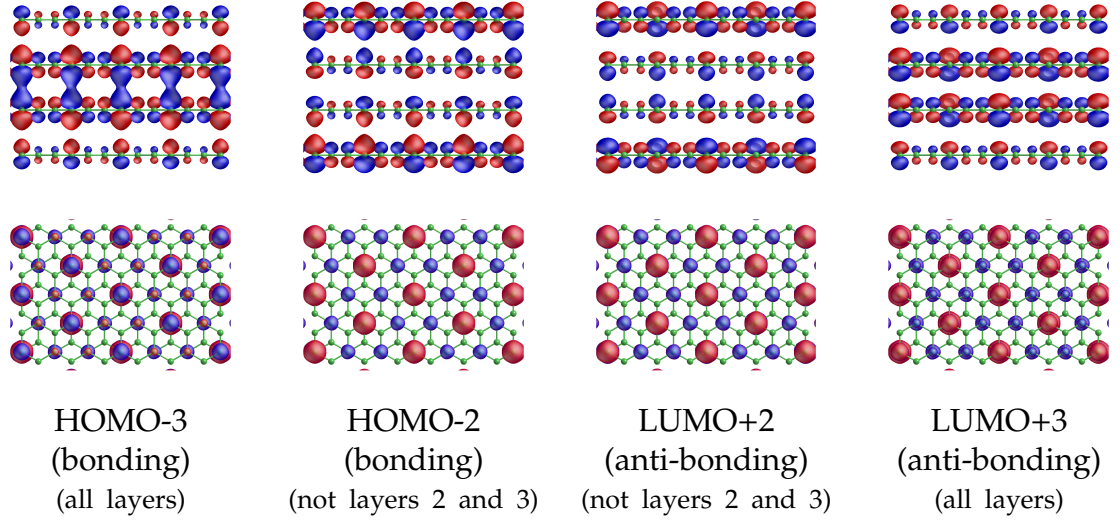 HOMO-3
(bonding)
(all layers)
HOMO-2
(bonding)
(not layers 2 and 3)
LUMO+2
(anti-bonding)
(not layers 2 and 3)
LUMO+3
(anti-bonding)
(all layers)